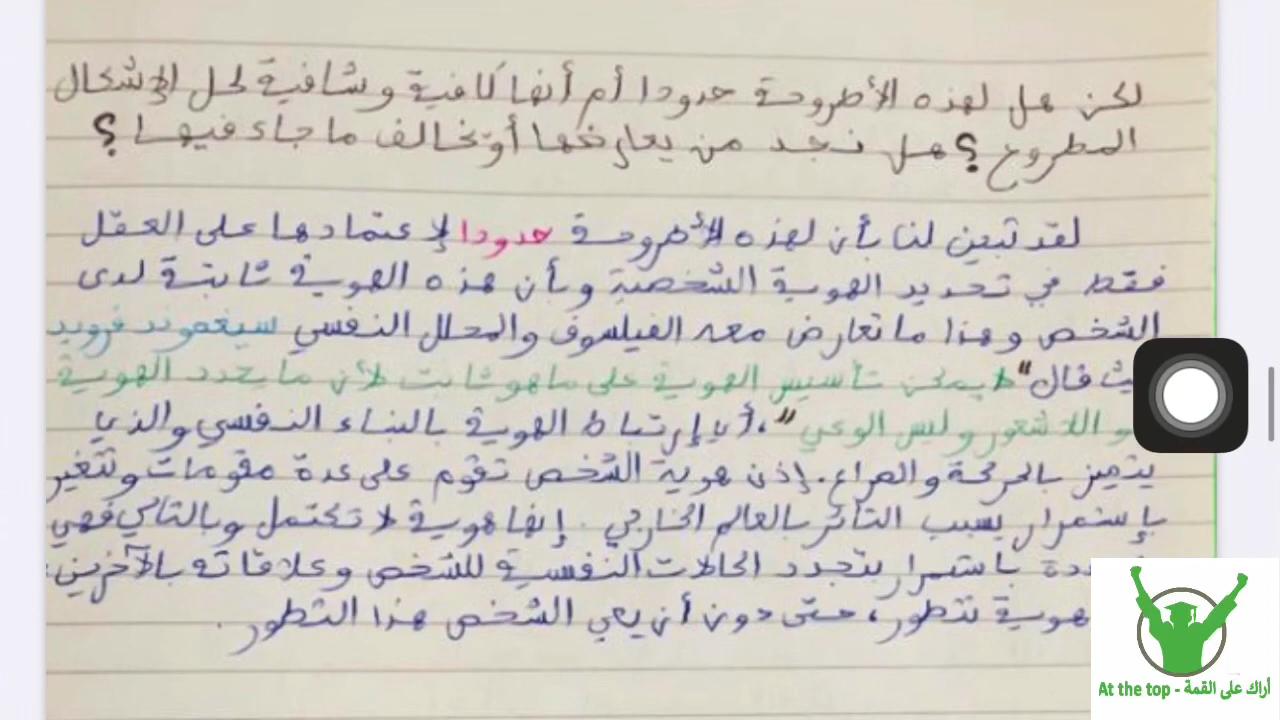 لكن هل لهذه الأطروحة حدودا أم أنها كافية وشافية لحل الإشكال
المطروح؟ هل نجد من يعارضها أو يخالف ما جاء فيها؟
لقد تبين لنا بأن لهذه الأطروحة حدودا لإعتمادها على العقل
فقط في تحديد الهوية الشخصية وبأن هذه الهوية ثابتة لدى
الشخص وهذا ما تعارض معه الفيلسوف والمحلل النفسي سيغموند فرويد
قال "لا يمكن تأسيس الهوية على ما هو ثابت لأن ما يحدد الهوية
اللاشعور وليس الوعي"، أي إرتباط الهوية بالبناء النفسي والذي
يتميز بالحركة والصراع. إذن هوية الشخص تقوم على عدة مقومات وتتغير
بإستمرار بسبب التأثر بالعالم الخارجي. إنها هوية لا تكتمل وبالتالي فهي
باستمرار بتجدد الحالات النفسية للشخص وعلاقاته بالآخرين
هوية تتطور، حتى دون أن يعي الشخص هذا التطور.
At the top - أراك على القمة